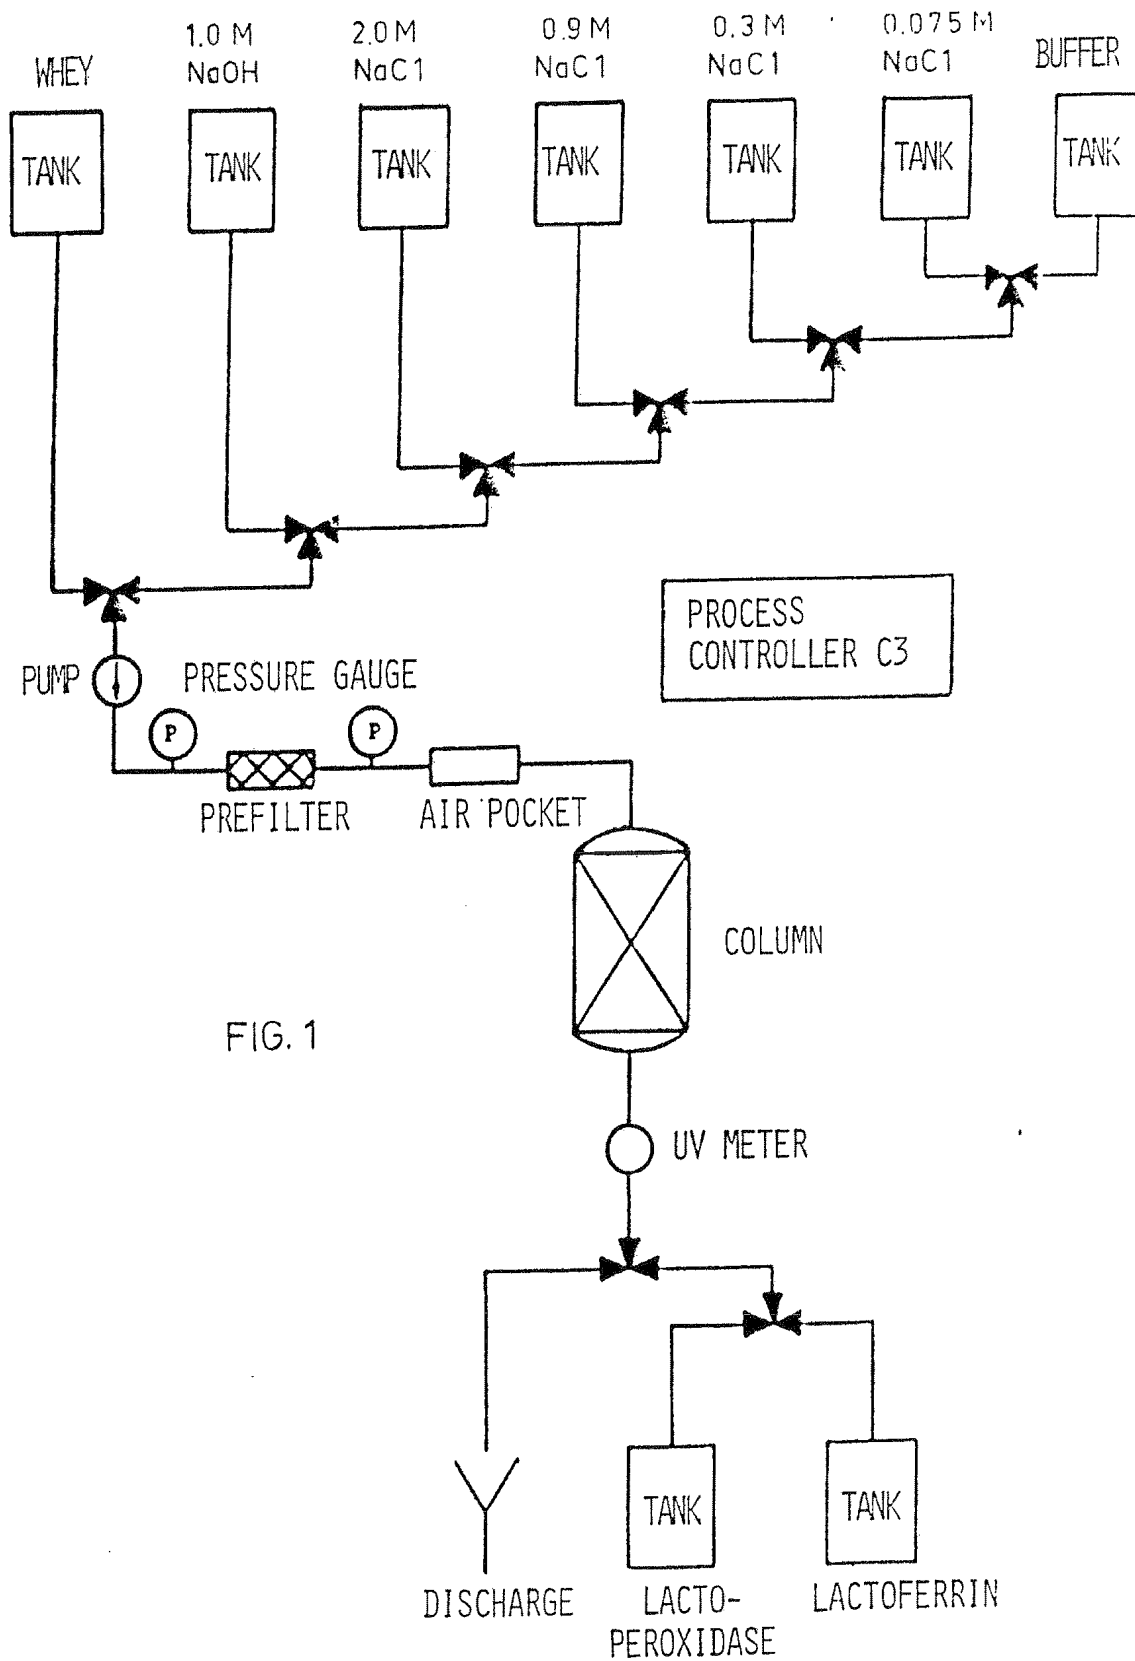 WHEY
1.0 M
NaOH
2.0 M
NaCl
0.9 M
NaCl
0.3 M
NaCl
0.075 M
NaCl
BUFFER
TANK
TANK
TANK
TANK
TANK
TANK
TANK
PROCESS
CONTROLLER C3
PUMP
PRESSURE GAUGE
P
P
PREFILTER
AIR POCKET
COLUMN
FIG. 1
UV METER
TANK
TANK
DISCHARGE
LACTO-
PEROXIDASE
LACTOFERRIN